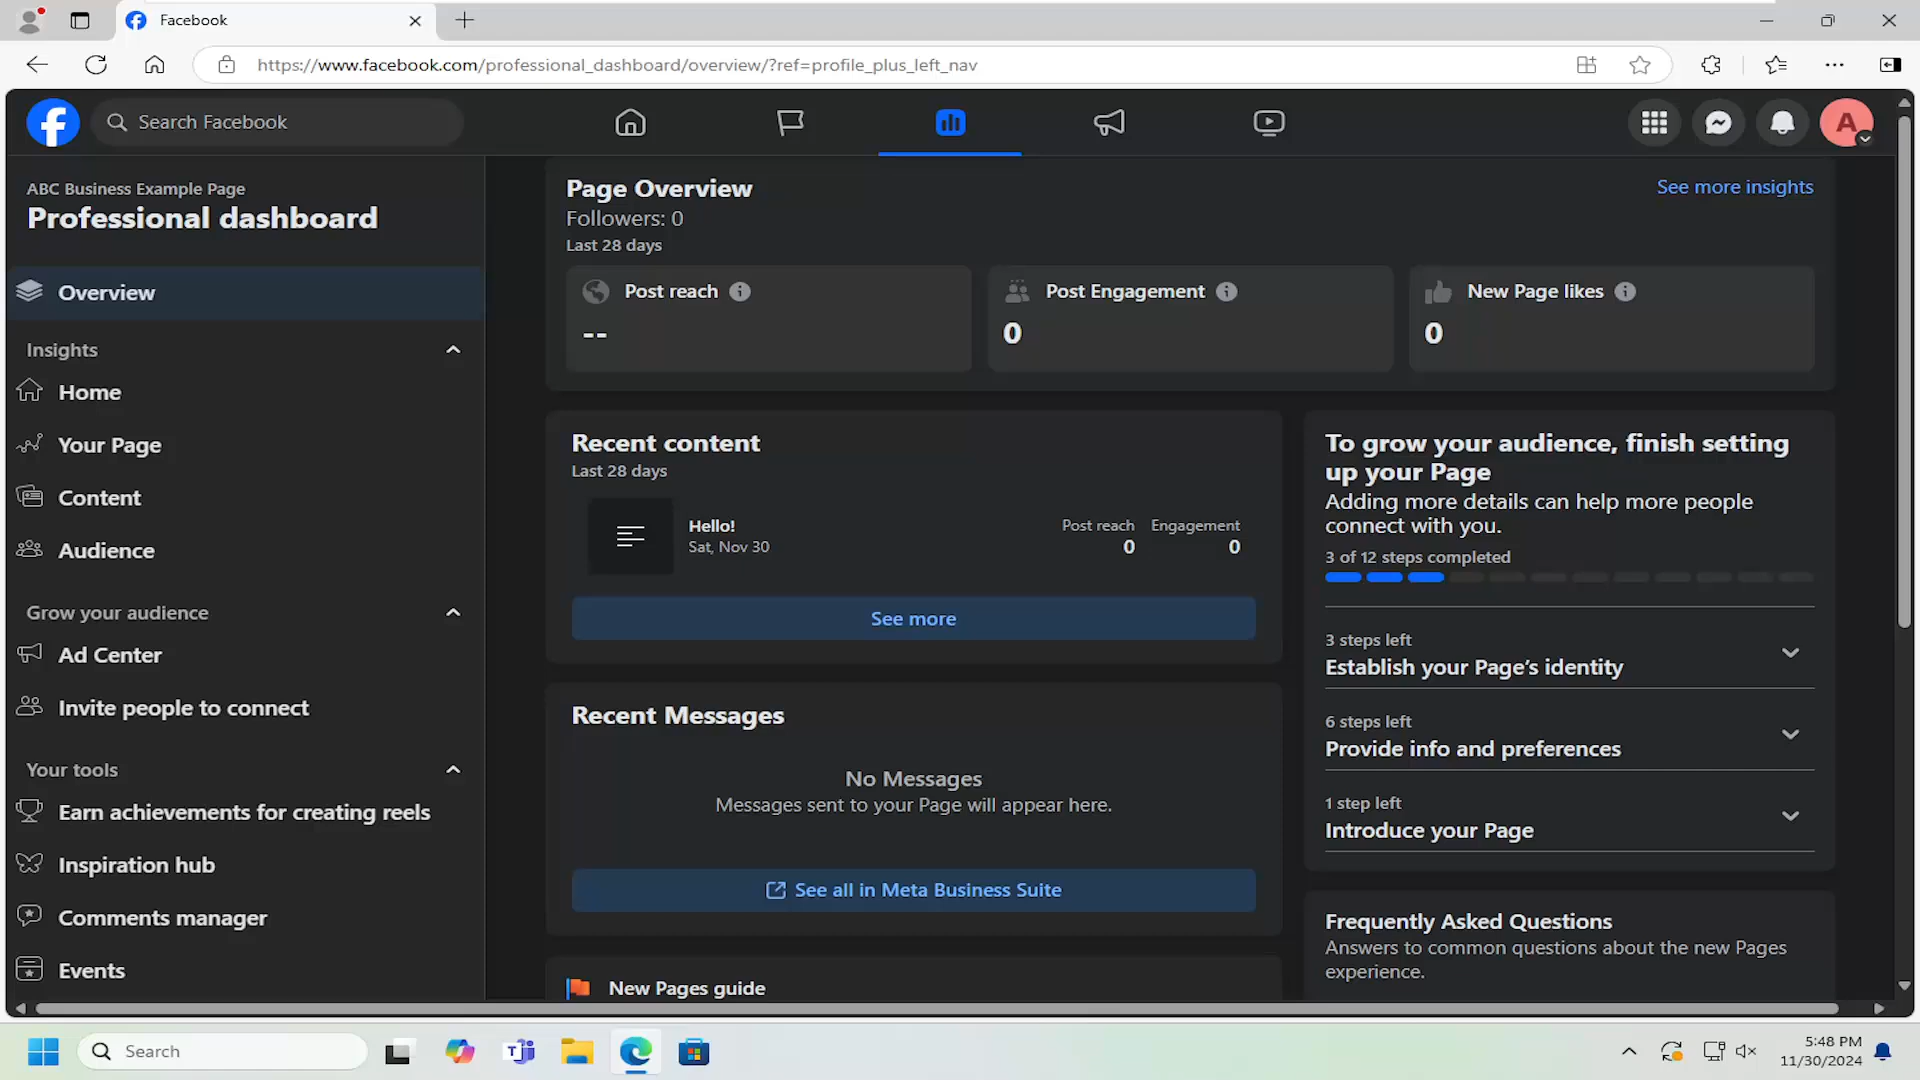 Facebook
https://www.facebook.com/professional_dashboard/overview/?ref=profile_plus_left_nav
Search Facebook
A
ABC Business Example Page
Professional dashboard
Overview
Insights
Home
Your Page
Content
Audience
Grow your audience
Ad Center
Invite people to connect
Your tools
Earn achievements for creating reels
Inspiration hub
Comments manager
Events
Page Overview
See more insights
Followers: 0
Last 28 days
Post reach
--
Post Engagement
0
New Page likes
0
Recent content
Last 28 days
Hello!
Sat, Nov 30
Post reach
0
Engagement
0
See more
Recent Messages
No Messages
Messages sent to your Page will appear here.
See all in Meta Business Suite
New Pages guide
To grow your audience, finish setting
up your Page
Adding more details can help more people
connect with you.
3 of 12 steps completed
3 steps left
Establish your Page’s identity
6 steps left
Provide info and preferences
1 step left
Introduce your Page
Frequently Asked Questions
Answers to common questions about the new Pages
experience.
Search
5:48 PM
11/30/2024